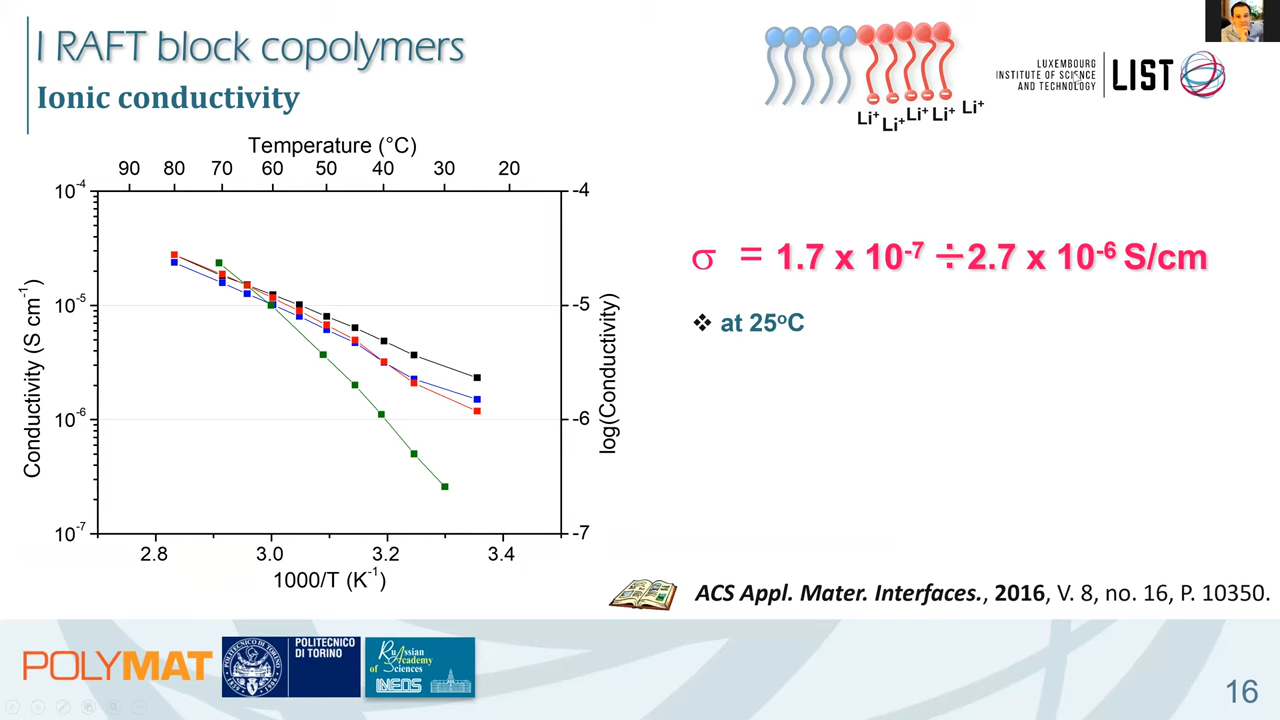 I RAFT block copolymers
Ionic conductivity
Li⁺ Li⁺ Li⁺ Li⁺ Li⁺
LUXEMBOURG
INSTITUTE OF SCIENCE
AND TECHNOLOGY
LIST
Temperature (°C)
90 80 70 60 50 40 30 20
10⁻⁴
10⁻⁵
10⁻⁶
10⁻⁷
Conductivity (S cm⁻¹)
-4
-5
-6
-7
log(Conductivity)
2.8 3.0 3.2 3.4
1000/T (K⁻¹)
σ = 1.7 x 10⁻⁷ ÷ 2.7 x 10⁻⁶ S/cm
❖ at 25ºC
ACS Appl. Mater. Interfaces., 2016, V. 8, no. 16, P. 10350.
POLYMAT
POLITECNICO
DI TORINO
Russian
Academy
of Sciences
INEOS
16